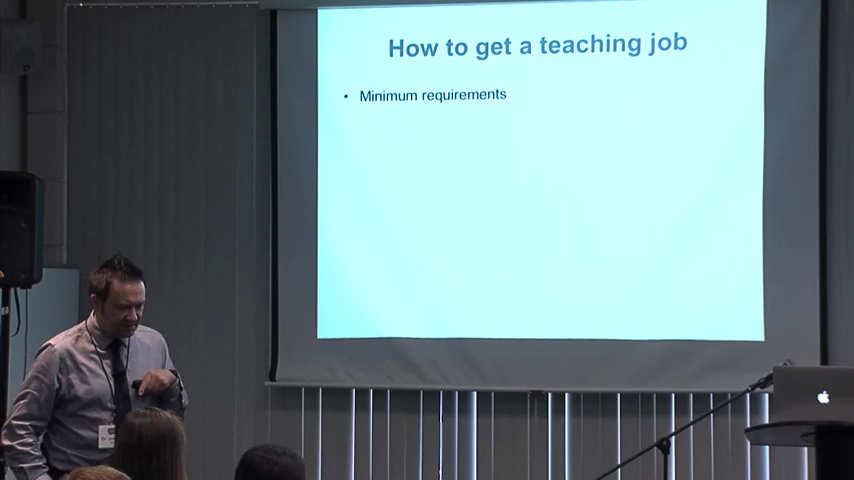 How to get a teaching job
• Minimum requirements